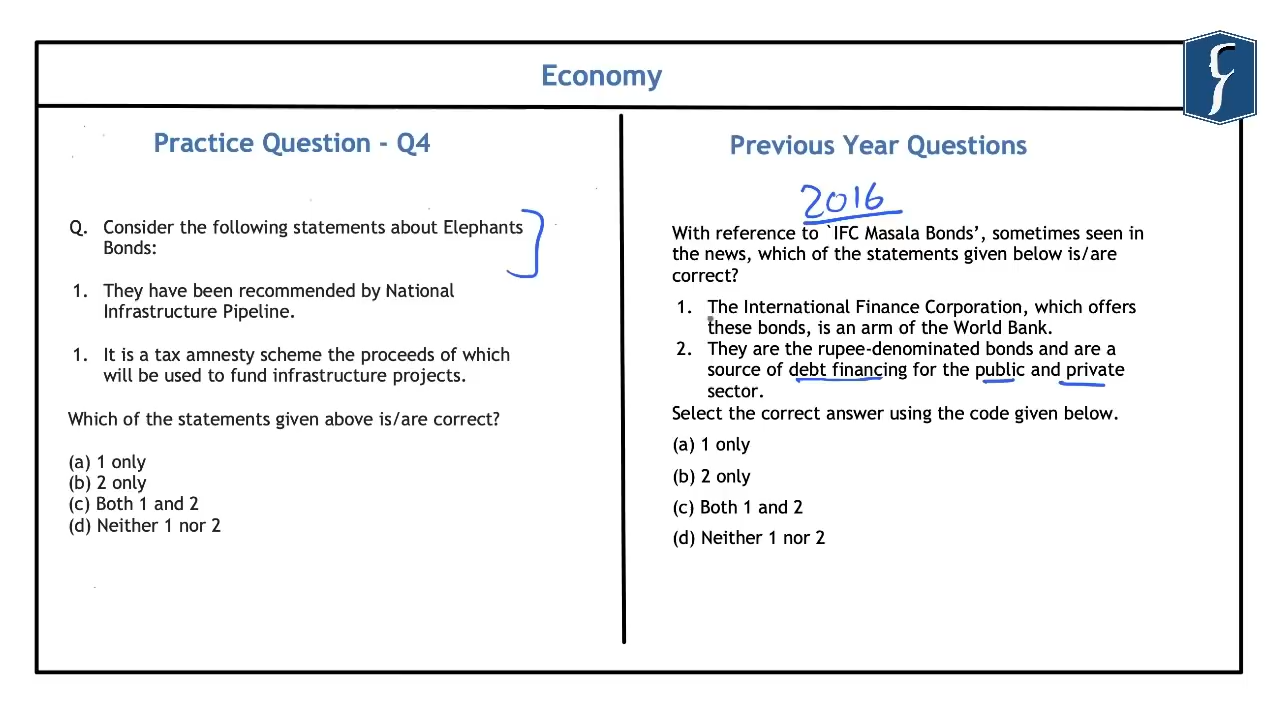 Economy
Practice Question - Q4
Q. Consider the following statements about Elephants
Bonds:
1. They have been recommended by National
Infrastructure Pipeline.
1. It is a tax amnesty scheme the proceeds of which
will be used to fund infrastructure projects.
Which of the statements given above is/are correct?
(a) 1 only
(b) 2 only
(c) Both 1 and 2
(d) Neither 1 nor 2
Previous Year Questions
2016
With reference to `IFC Masala Bonds’, sometimes seen in
the news, which of the statements given below is/are
correct?
1. The International Finance Corporation, which offers
these bonds, is an arm of the World Bank.
2. They are the rupee-denominated bonds and are a
source of debt financing for the public and private
sector.
Select the correct answer using the code given below.
(a) 1 only
(b) 2 only
(c) Both 1 and 2
(d) Neither 1 nor 2